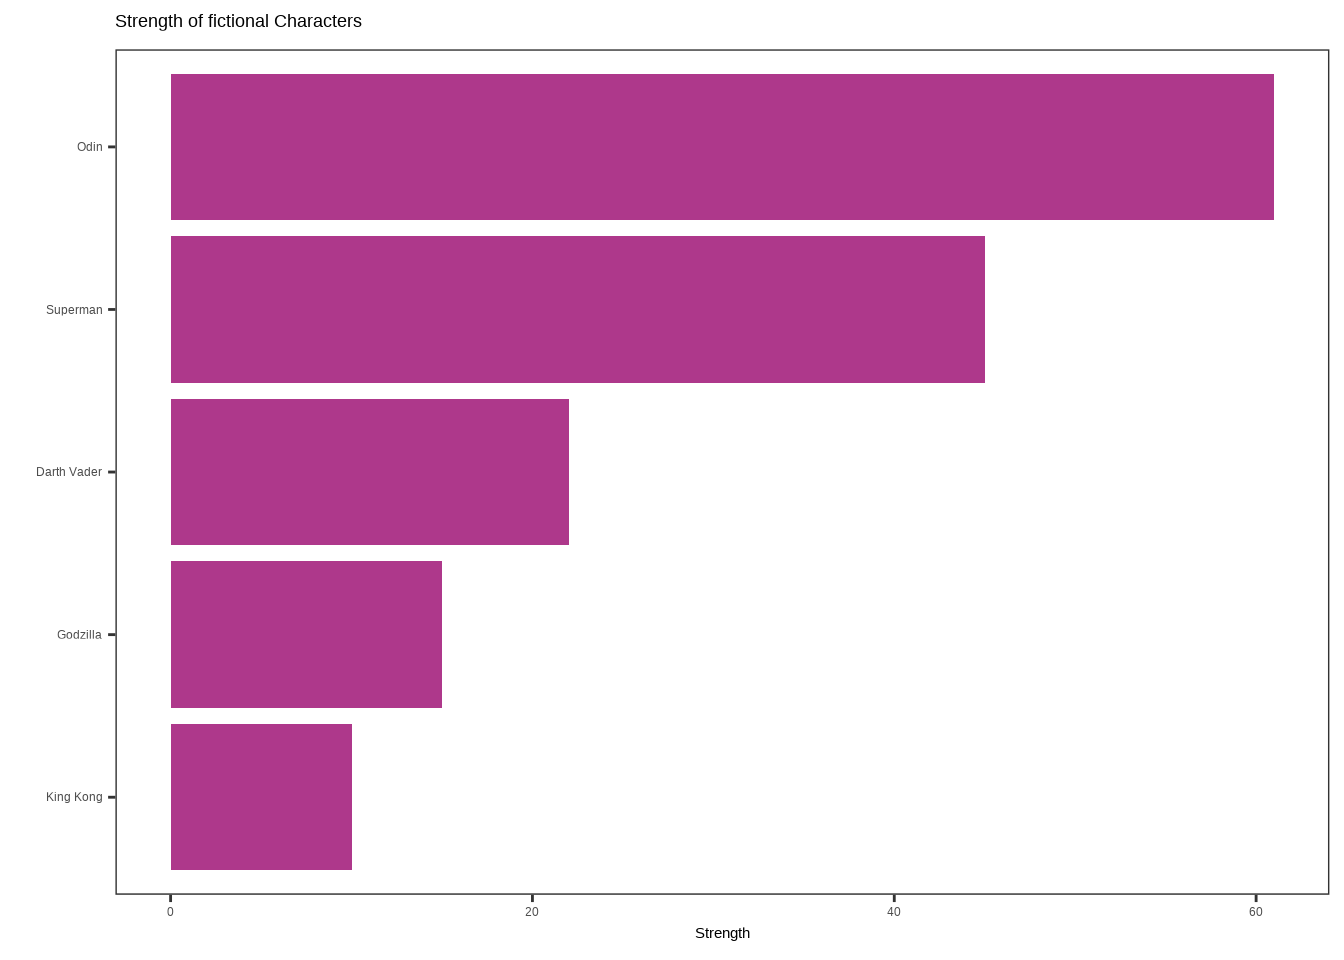 Strength of fictional Characters
Odin
Superman
Darth Vader
Godzilla
King Kong
0 20 40 60
Strength